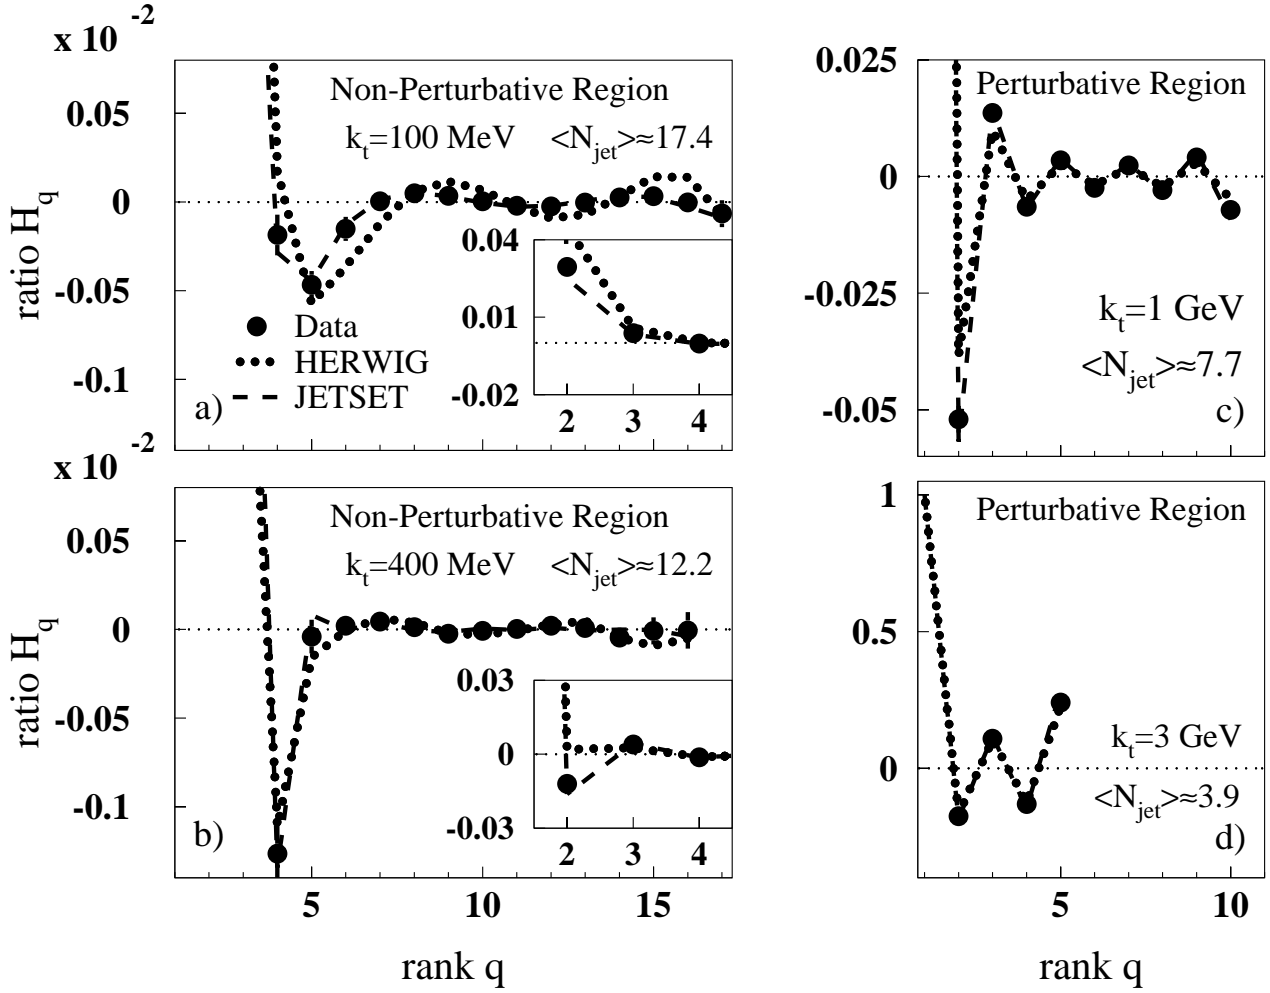 x 10 -2
Non-Perturbative Region
k_t=100 MeV <N_jet>≈17.4
ratio H_q
0.05
0
-0.05
-0.1
Data
HERWIG
JETSET
a)
0.04
0.01
-0.02
2 3 4
x 10 -2
Non-Perturbative Region
k_t=400 MeV <N_jet>≈12.2
ratio H_q
0.05
0
-0.05
-0.1
b)
0.03
0
-0.03
2 3 4
5 10 15
rank q
0.025
0
-0.025
-0.05
Perturbative Region
k_t=1 GeV
<N_jet>≈7.7
c)
1
0.5
0
Perturbative Region
k_t=3 GeV
<N_jet>≈3.9
d)
5 10
rank q